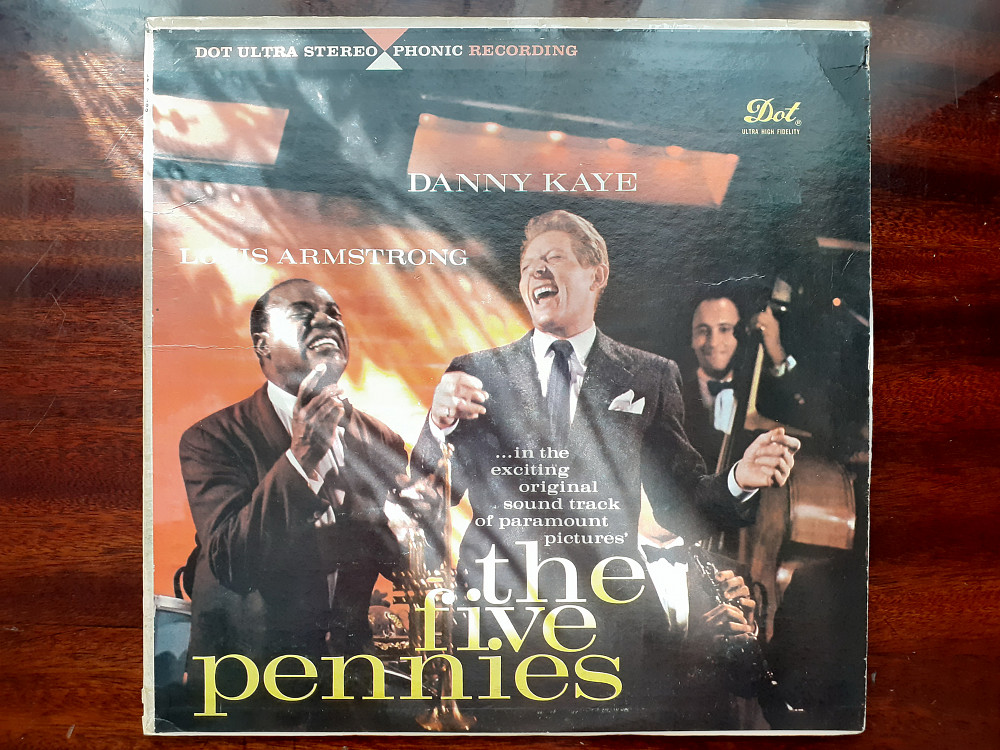 DOT ULTRA STEREO PHONIC RECORDING
Dot®
ULTRA HIGH FIDELITY
DANNY KAYE
LOUIS ARMSTRONG
...in the
exciting
original
sound track
of paramount
pictures'
the
five
pennies